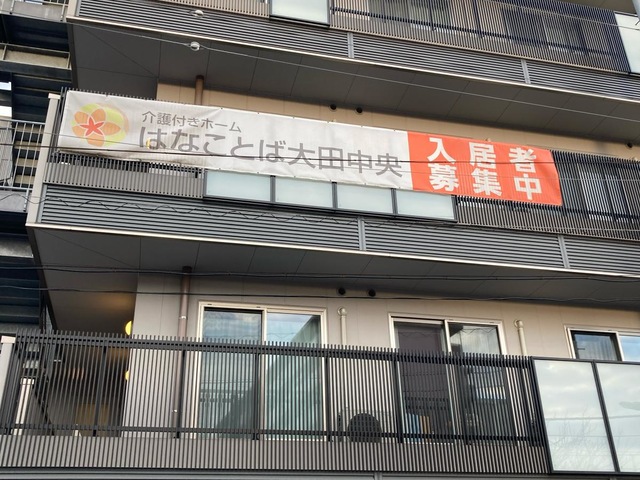 介護付きホーム
はなことば大田中央
入居者
募集中